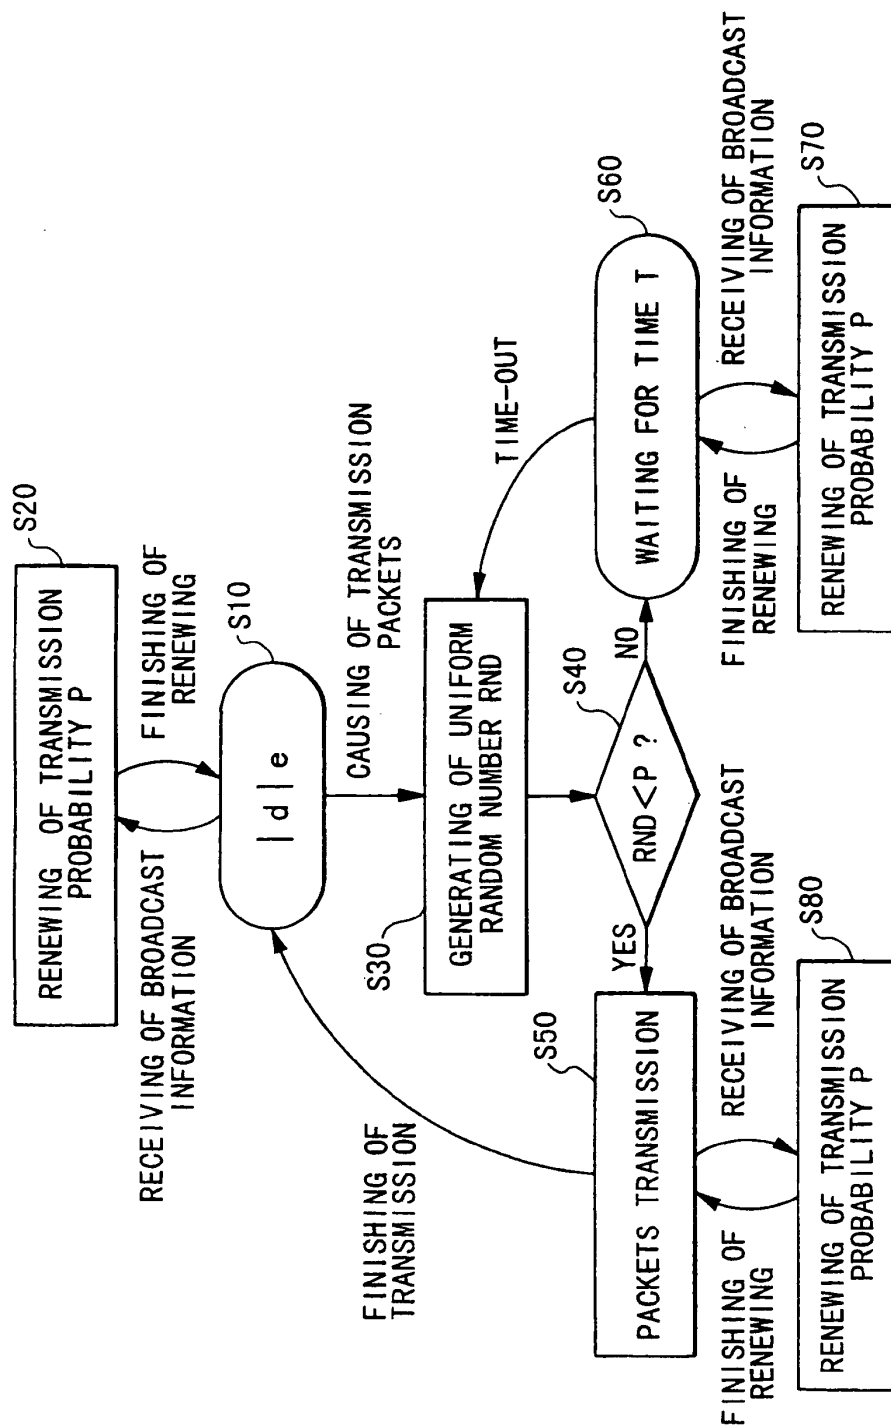 S20
RENEWING OF TRANSMISSION
PROBABILITY P
RECEIVING OF BROADCAST
INFORMATION
FINISHING OF
RENEWING
S10
Idle
FINISHING OF
TRANSMISSION
CAUSING OF TRANSMISSION
PACKETS
S30
GENERATING OF UNIFORM
RANDOM NUMBER RND
TIME-OUT
S40
RND<P ?
YES
NO
S50
PACKETS TRANSMISSION
S60
WAITING FOR TIME T
FINISHING OF
RENEWING
RECEIVING OF BROADCAST
INFORMATION
FINISHING OF
RENEWING
RECEIVING OF BROADCAST
INFORMATION
S80
RENEWING OF TRANSMISSION
PROBABILITY P
S70
RENEWING OF TRANSMISSION
PROBABILITY P